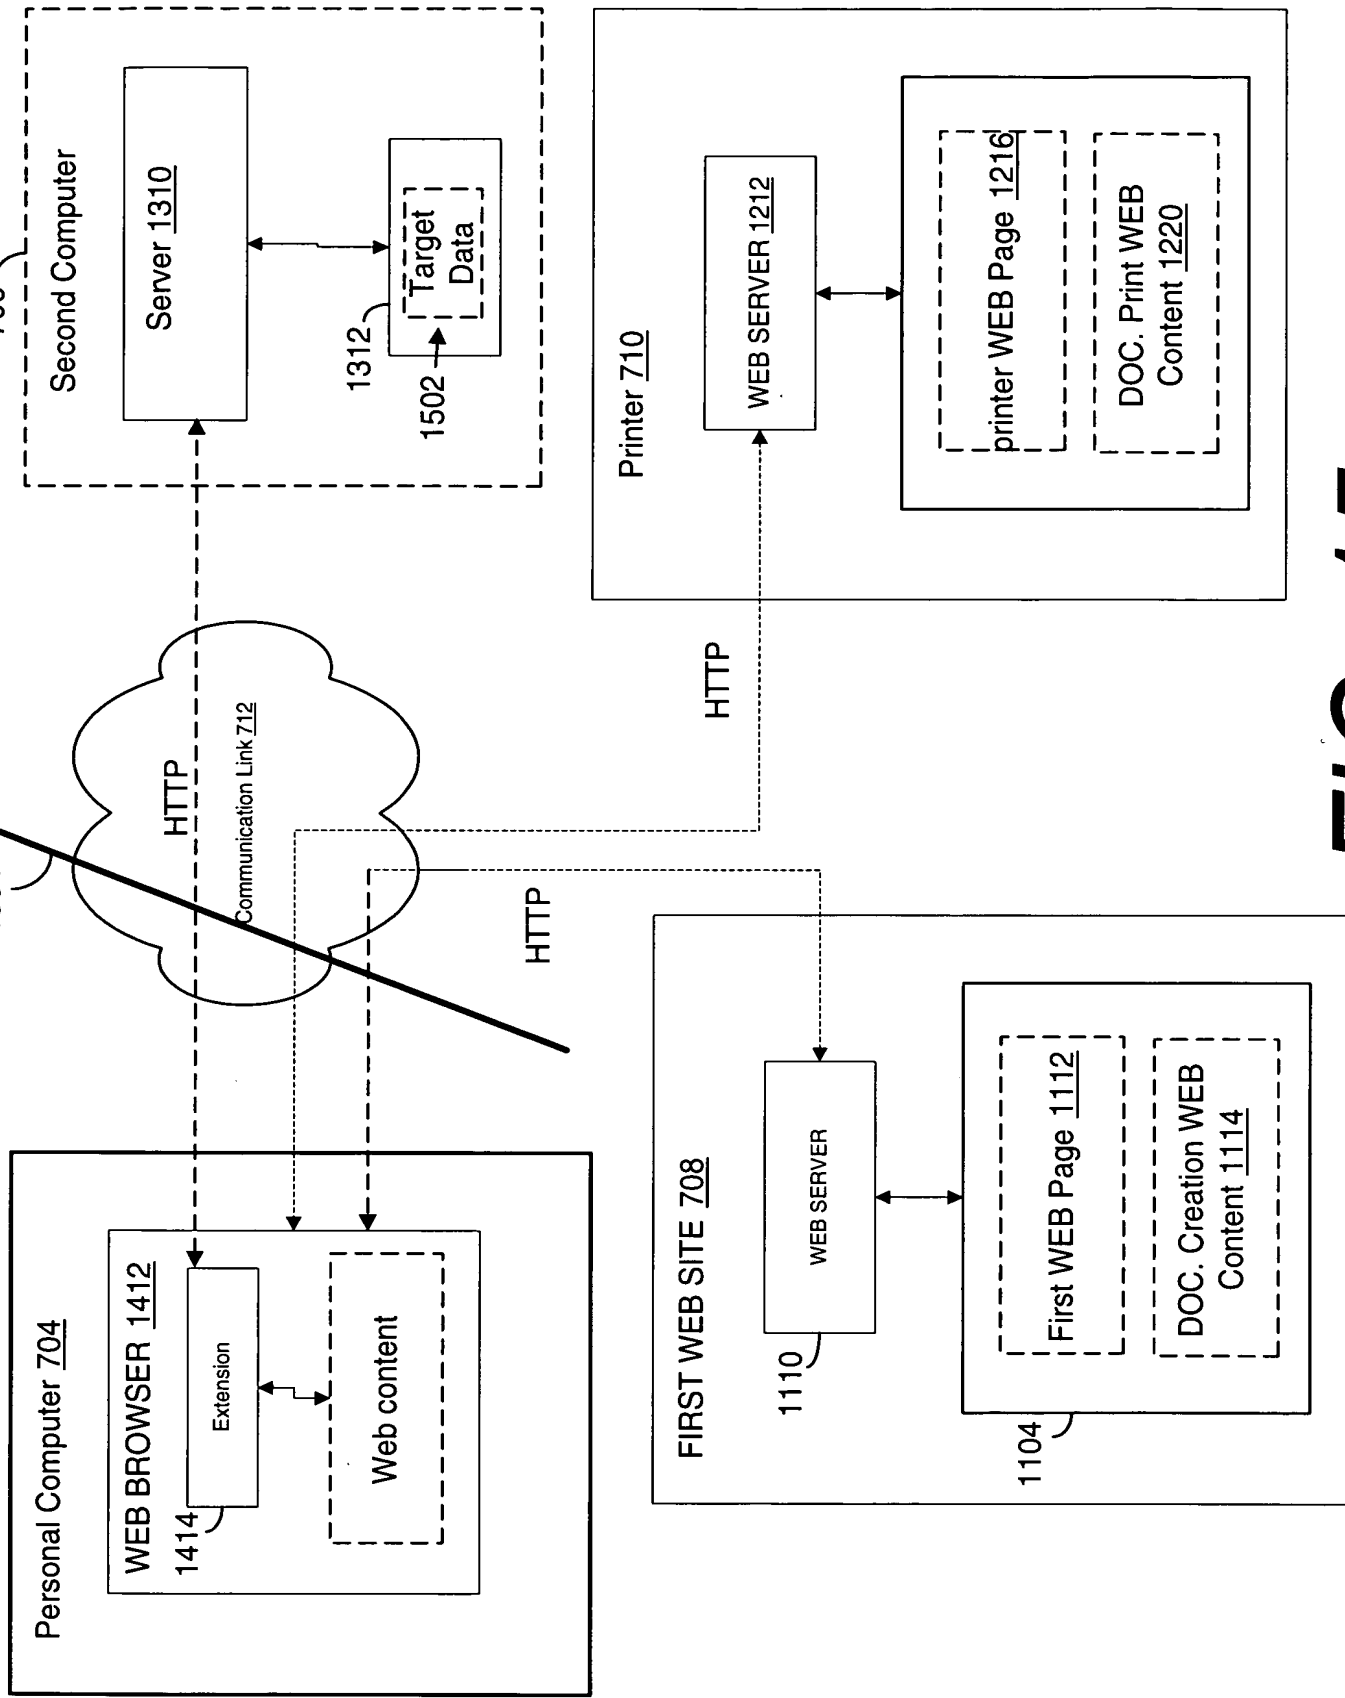 Personal Computer 704
WEB BROWSER 1412
1414
Extension
Web content
HTTP
Communication Link 712
Second Computer
Server 1310
1312
Target
Data
1502
FIRST WEB SITE 708
1110
WEB SERVER
HTTP
1104
First WEB Page 1112
DOC. Creation WEB
Content 1114
HTTP
Printer 710
WEB SERVER 1212
printer WEB Page 1216
DOC. Print WEB
Content 1220